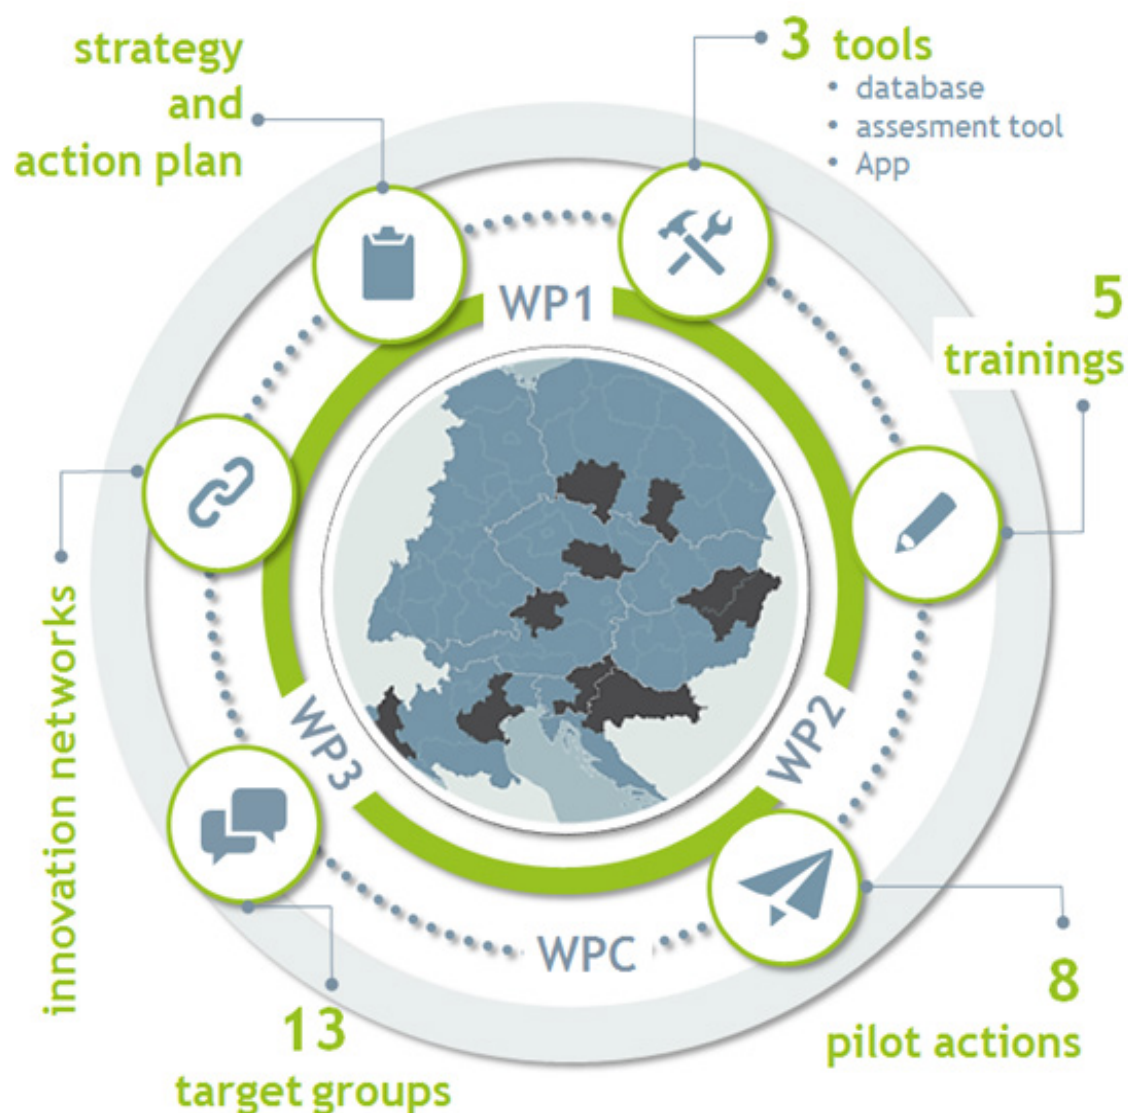 strategy
and
action plan
3 tools
• database
• assesment tool
• App
5
trainings
WP1
WP2
WP3
WPC
innovation networks
13
target groups
8
pilot actions